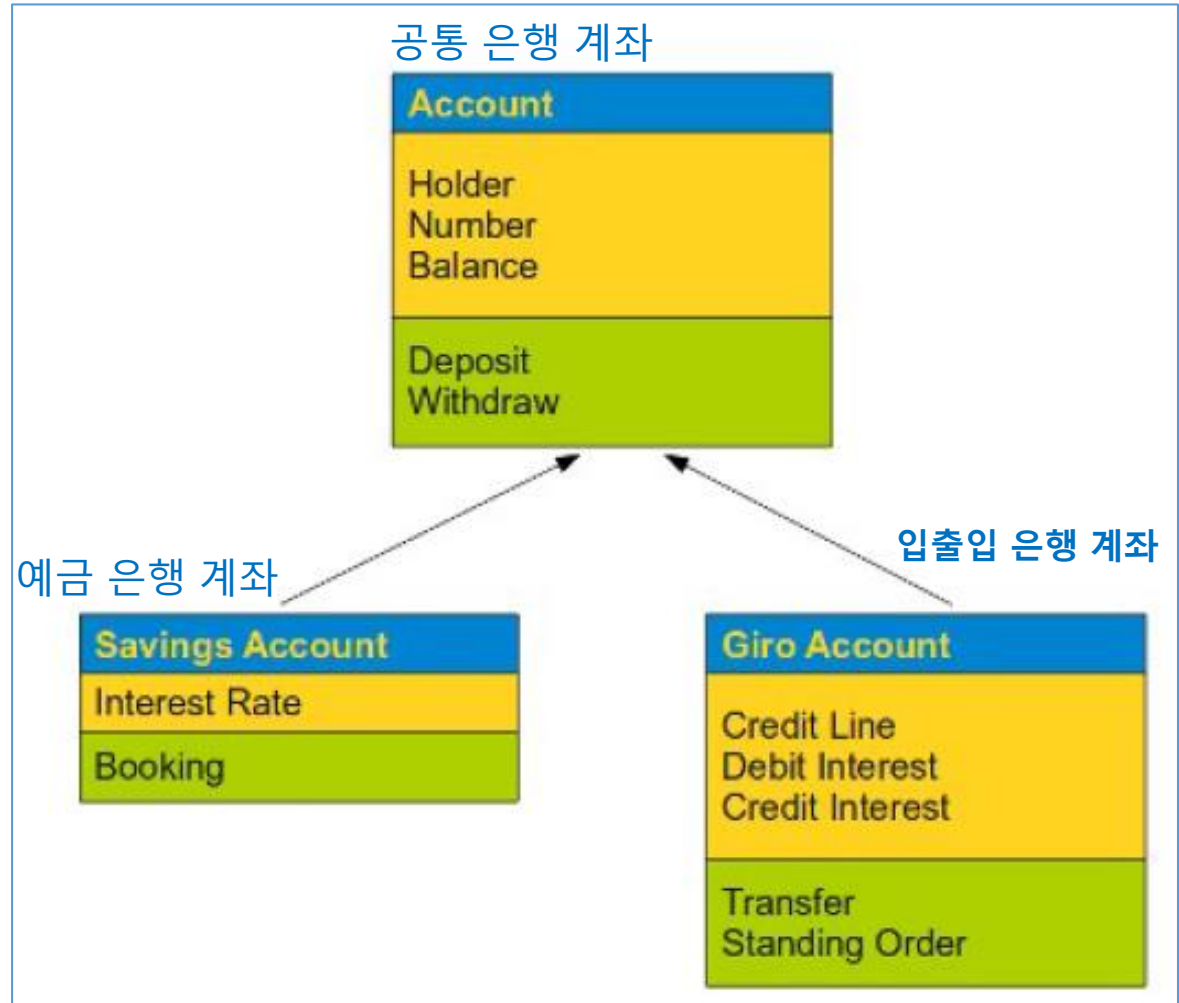 공통 은행 계좌
Account
Holder
Number
Balance
Deposit
Withdraw
예금 은행 계좌
Savings Account
Interest Rate
Booking
입출입 은행 계좌
Giro Account
Credit Line
Debit Interest
Credit Interest
Transfer
Standing Order